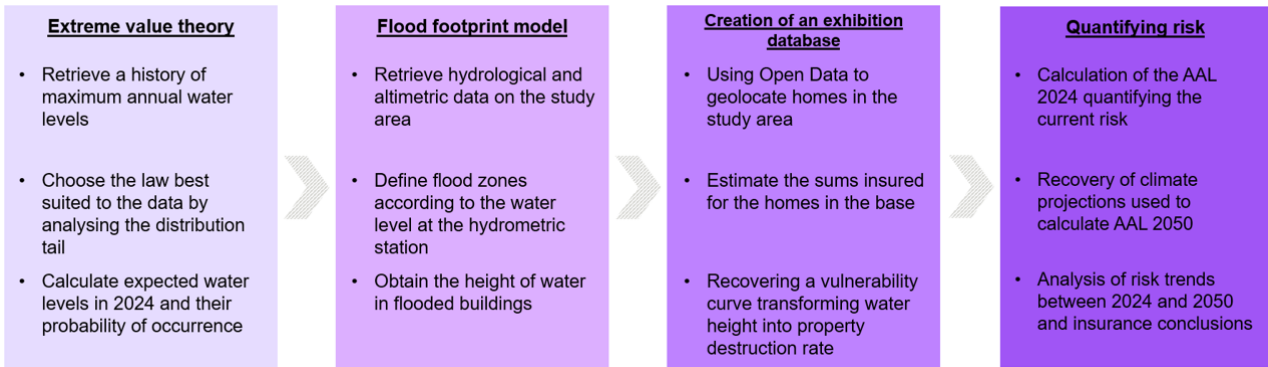 Extreme value theory
• Retrieve a history of
maximum annual water
levels
• Choose the law best
suited to the data by
analysing the distribution
tail
• Calculate expected water
levels in 2024 and their
probability of occurrence
Flood footprint model
• Retrieve hydrological and
altimetric data on the study
area
• Define flood zones
according to the water
level at the hydrometric
station
• Obtain the height of water
in flooded buildings
Creation of an exhibition
database
• Using Open Data to
geolocate homes in the
study area
• Estimate the sums insured
for the homes in the base
• Recovering a vulnerability
curve transforming water
height into property
destruction rate
Quantifying risk
• Calculation of the AAL
2024 quantifying the
current risk
• Recovery of climate
projections used to
calculate AAL 2050
• Analysis of risk trends
between 2024 and 2050
and insurance conclusions